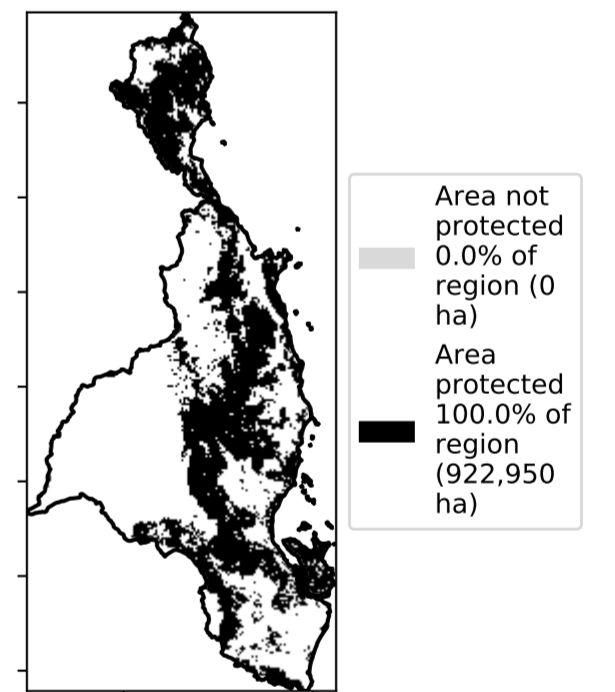 Area not
protected
0.0% of
region (0
ha)
Area
protected
100.0% of
region
(922,950
ha)